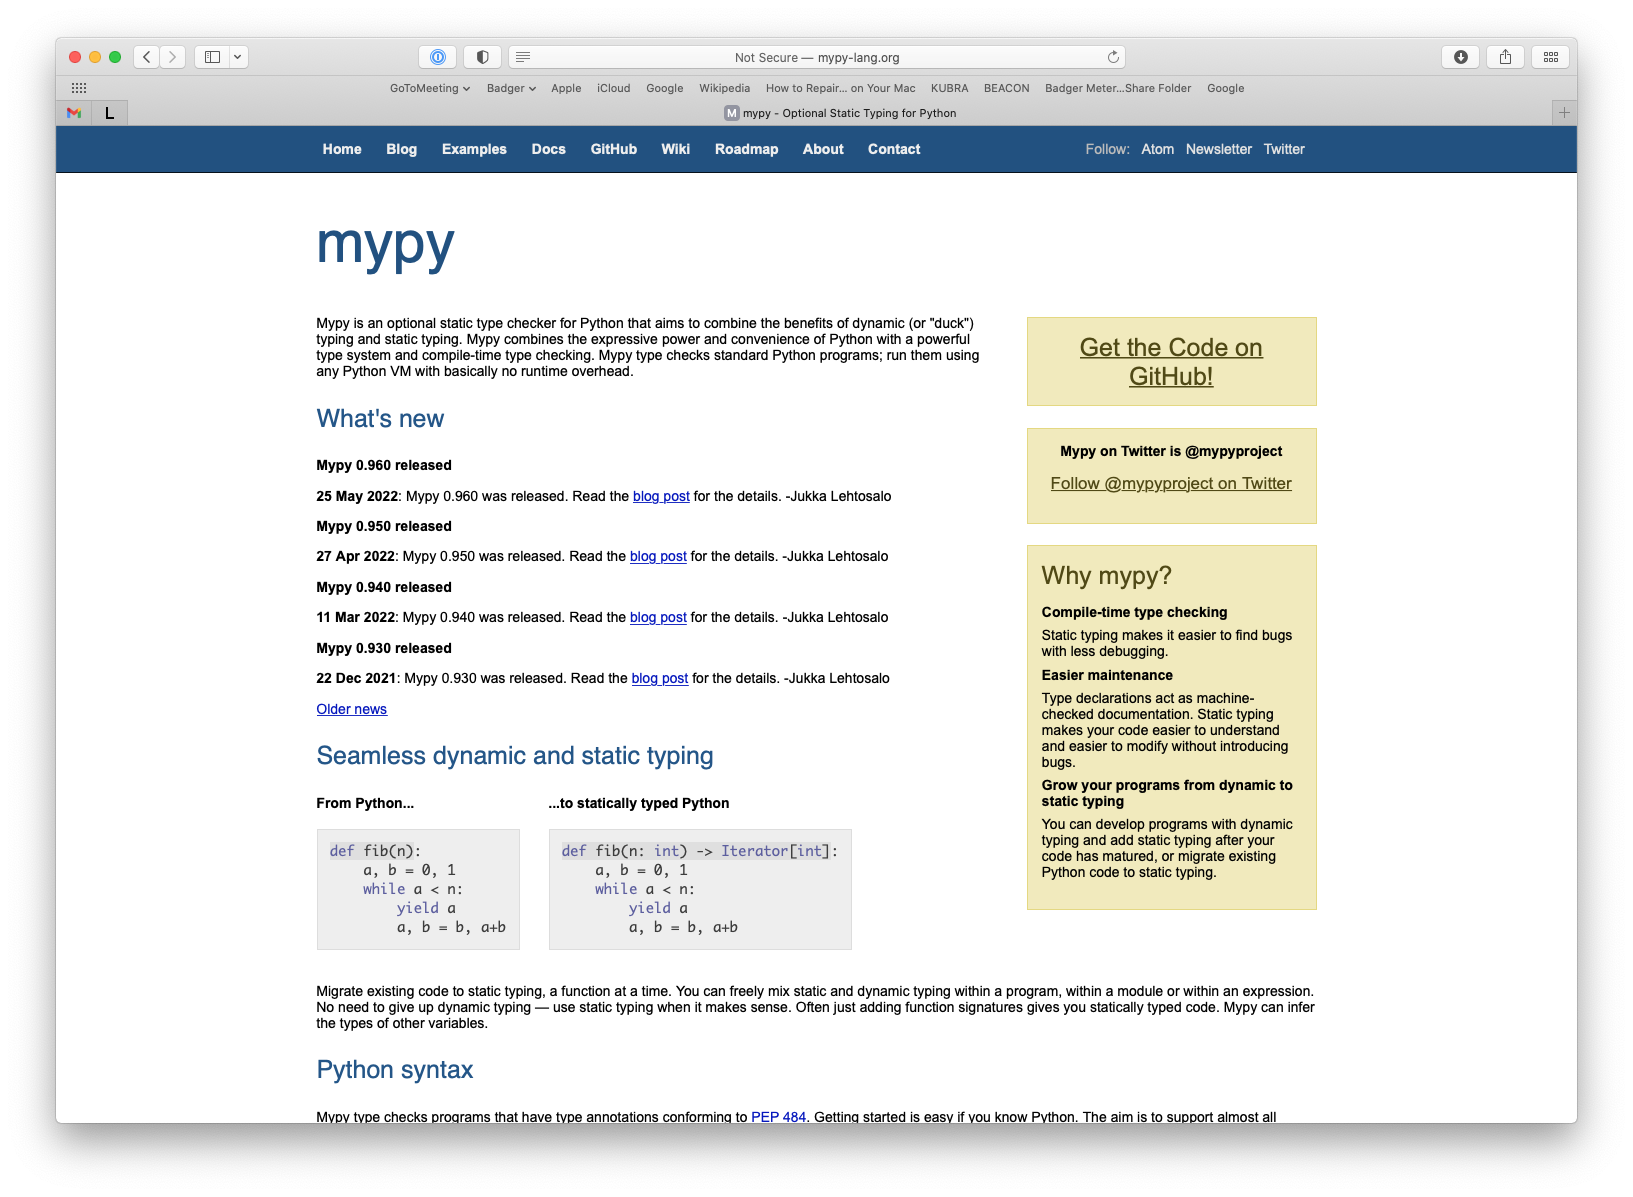 Not Secure — mypy-lang.org
GoToMeeting Badger Apple iCloud Google Wikipedia How to Repair... on Your Mac KUBRA BEACON Badger Meter...Share Folder Google
L
M mypy - Optional Static Typing for Python
Home Blog Examples Docs GitHub Wiki Roadmap About Contact Follow: Atom Newsletter Twitter
mypy
Mypy is an optional static type checker for Python that aims to combine the benefits of dynamic (or "duck")
typing and static typing. Mypy combines the expressive power and convenience of Python with a powerful
type system and compile-time type checking. Mypy type checks standard Python programs; run them using
any Python VM with basically no runtime overhead.
What's new
Mypy 0.960 released
25 May 2022: Mypy 0.960 was released. Read the blog post for the details. -Jukka Lehtosalo
Mypy 0.950 released
27 Apr 2022: Mypy 0.950 was released. Read the blog post for the details. -Jukka Lehtosalo
Mypy 0.940 released
11 Mar 2022: Mypy 0.940 was released. Read the blog post for the details. -Jukka Lehtosalo
Mypy 0.930 released
22 Dec 2021: Mypy 0.930 was released. Read the blog post for the details. -Jukka Lehtosalo
Older news
Seamless dynamic and static typing
From Python...
def fib(n):
    a, b = 0, 1
    while a < n:
        yield a
        a, b = b, a+b
...to statically typed Python
def fib(n: int) -> Iterator[int]:
    a, b = 0, 1
    while a < n:
        yield a
        a, b = b, a+b
Get the Code on
GitHub!
Mypy on Twitter is @mypyproject
Follow @mypyproject on Twitter
Why mypy?
Compile-time type checking
Static typing makes it easier to find bugs
with less debugging.
Easier maintenance
Type declarations act as machine-
checked documentation. Static typing
makes your code easier to understand
and easier to modify without introducing
bugs.
Grow your programs from dynamic to
static typing
You can develop programs with dynamic
typing and add static typing after your
code has matured, or migrate existing
Python code to static typing.
Migrate existing code to static typing, a function at a time. You can freely mix static and dynamic typing within a program, within a module or within an expression.
No need to give up dynamic typing — use static typing when it makes sense. Often just adding function signatures gives you statically typed code. Mypy can infer
the types of other variables.
Python syntax
Mypy type checks programs that have type annotations conforming to PEP 484. Getting started is easy if you know Python. The aim is to support almost all